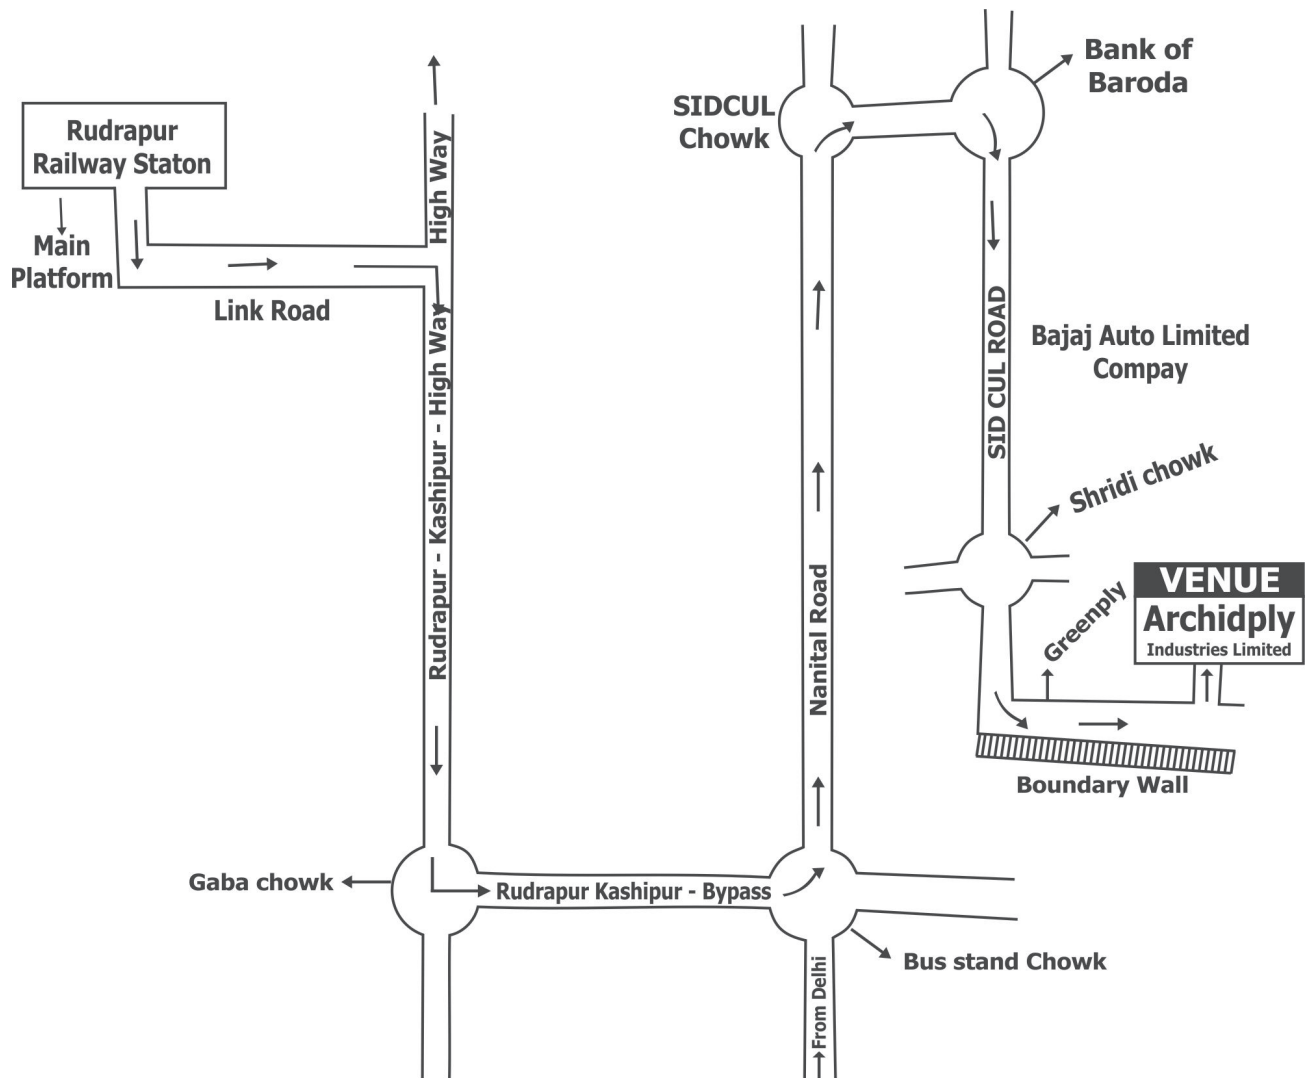 Bank of
Baroda
SIDCUL
Chowk
Rudrapur
Railway Staton
High Way
Main
Platform
Link Road
Rudrapur - Kashipur - High Way
SID CUL ROAD
Bajaj Auto Limited
Compay
Shridi chowk
Nanital Road
Greenply
VENUE
Archidply
Industries Limited
Boundary Wall
Gaba chowk
Rudrapur Kashipur - Bypass
Bus stand Chowk
From Delhi